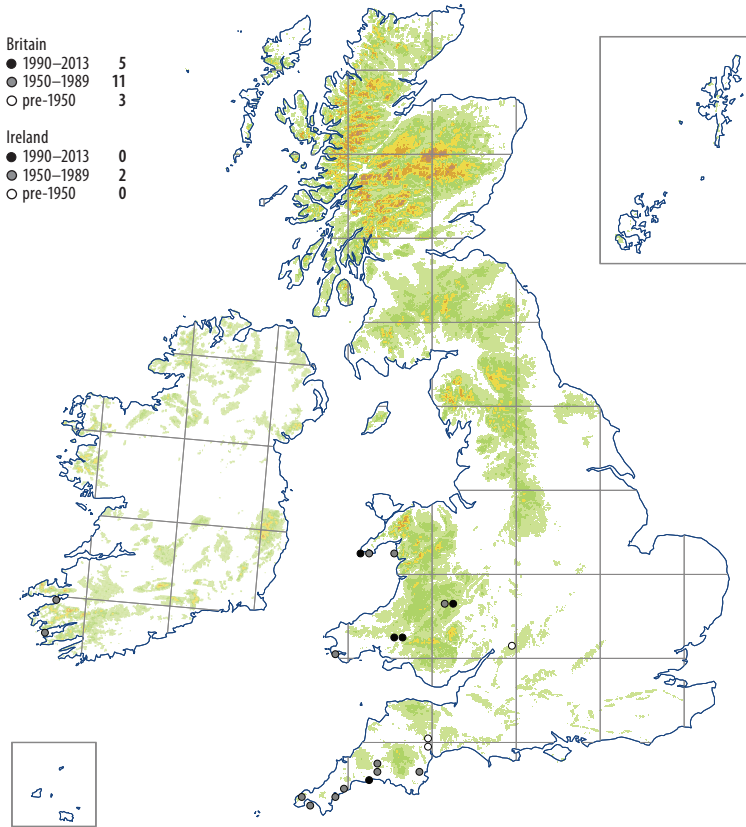 Britain
● 1990–2013 5
● 1950–1989 11
○ pre-1950 3
Ireland
● 1990–2013 0
● 1950–1989 2
○ pre-1950 0